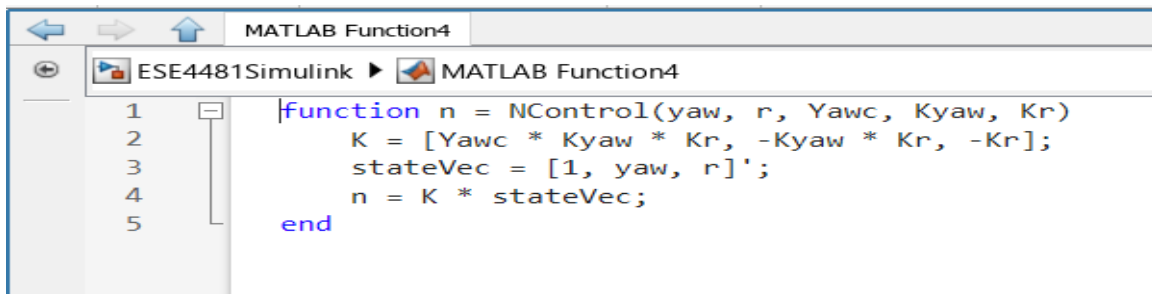 MATLAB Function4
ESE4481Simulink ▶ MATLAB Function4
1 function n = NControl(yaw, r, Yawc, Kyaw, Kr)
2 K = [Yawc * Kyaw * Kr, -Kyaw * Kr, -Kr];
3 stateVec = [1, yaw, r]';
4 n = K * stateVec;
5 end